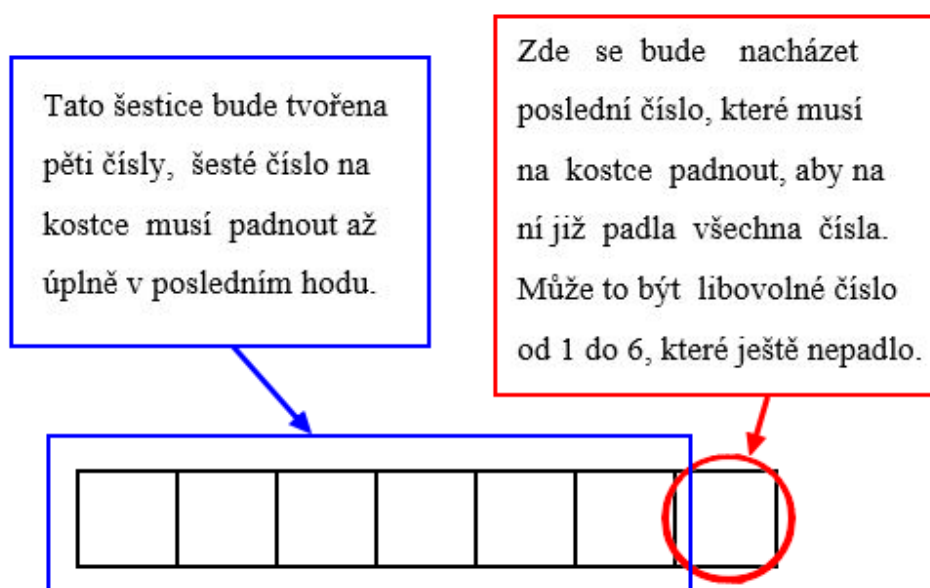 Tato šestice bude tvořena
pěti čísly, šesté číslo na
kostce musí padnout až
úplně v posledním hodu.
Zde se bude nacházet
poslední číslo, které musí
na kostce padnout, aby na
ní již padla všechna čísla.
Může to být libovolné číslo
od 1 do 6, které ještě nepadlo.